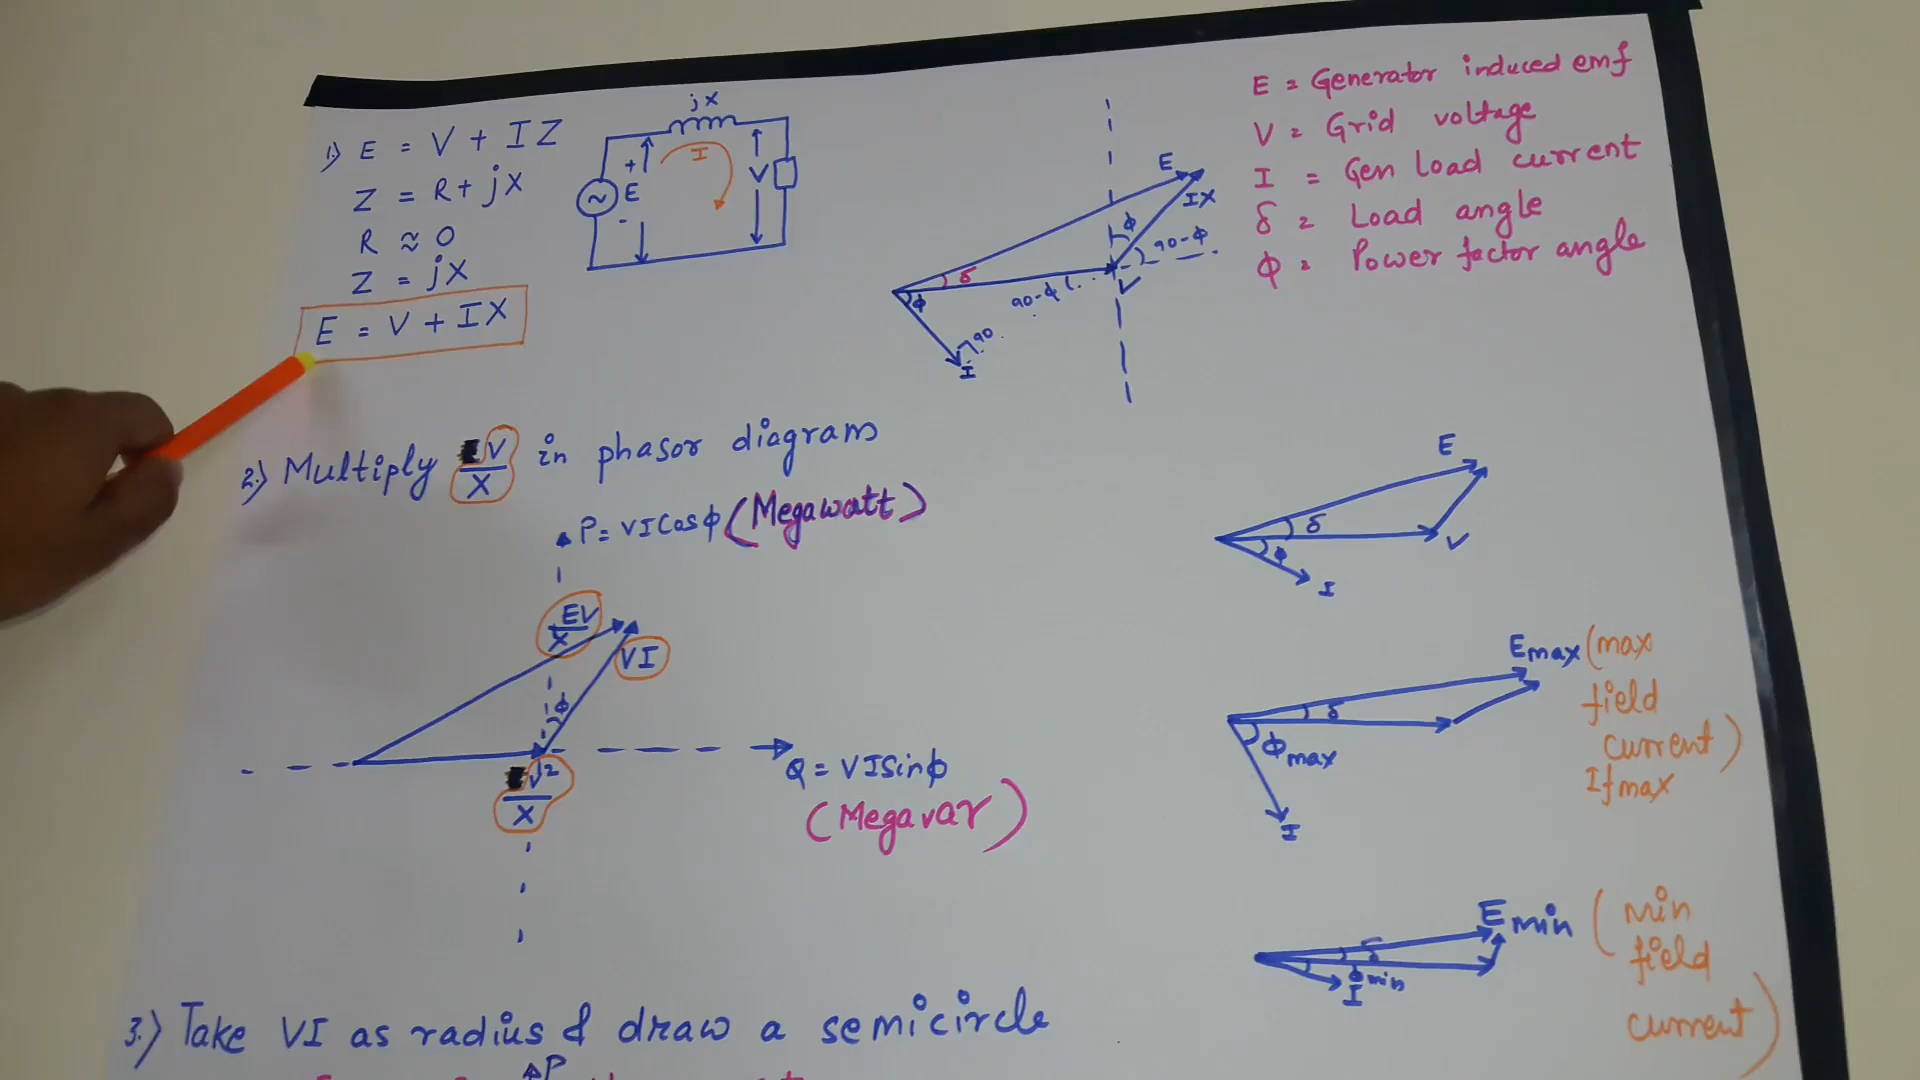 1.) E = V + IZ
Z = R + jX
R ≈ 0
Z = jX
E = V + IX
jX
I
+
E
-
V
E
IX
ϕ
90-ϕ
δ
ϕ
90-ϕ
V
90
I
E = Generator induced emf
V = Grid voltage
I = Gen load current
δ = Load angle
ϕ = Power factor angle
2.) Multiply V/X in phasor diagram
P = VICosϕ (Megawatt)
EV/X
VI
ϕ
V²/X
Q = VISinϕ
(Megavar)
E
δ
V
ϕ
I
Emax (max
field
current)
Ifmax
δ
ϕmax
I
Emin (min
field
current)
δ
ϕmin
I
3.) Take VI as radius & draw a semicircle
P